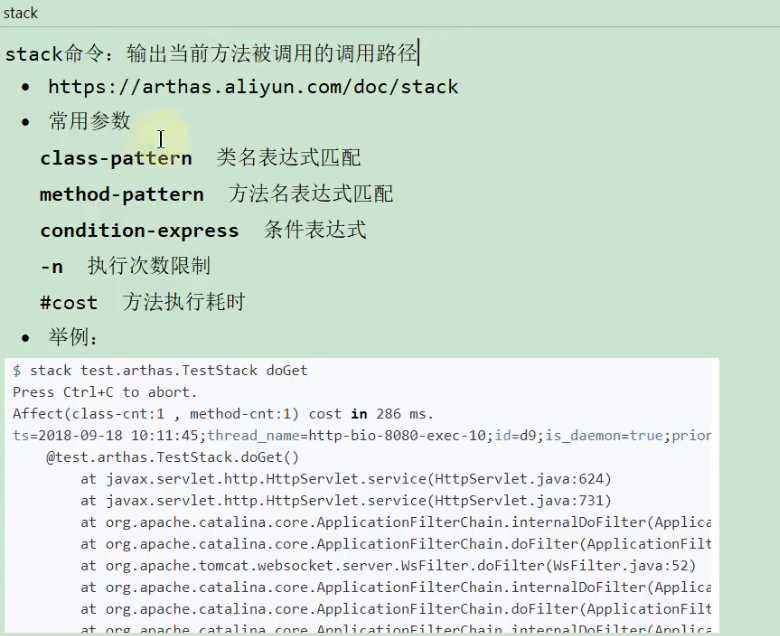 stack
stack命令：输出当前方法被调用的调用路径
• https://arthas.aliyun.com/doc/stack
• 常用参数
class-pattern 类名表达式匹配
method-pattern 方法名表达式匹配
condition-express 条件表达式
-n 执行次数限制
#cost 方法执行耗时
• 举例：
$ stack test.arthas.TestStack doGet
Press Ctrl+C to abort.
Affect(class-cnt:1 , method-cnt:1) cost in 286 ms.
ts=2018-09-18 10:11:45;thread_name=http-bio-8080-exec-10;id=d9;is_daemon=true;prior
@test.arthas.TestStack.doGet()
at javax.servlet.http.HttpServlet.service(HttpServlet.java:624)
at javax.servlet.http.HttpServlet.service(HttpServlet.java:731)
at org.apache.catalina.core.ApplicationFilterChain.internalDoFilter(Applica
at org.apache.catalina.core.ApplicationFilterChain.doFilter(ApplicationFilt
at org.apache.tomcat.websocket.server.WsFilter.doFilter(WsFilter.java:52)
at org.apache.catalina.core.ApplicationFilterChain.internalDoFilter(Applica
at org.apache.catalina.core.ApplicationFilterChain.doFilter(ApplicationFilt
at org.apache.catalina.core.ApplicationFilterChain.internalDoFilter(Applica